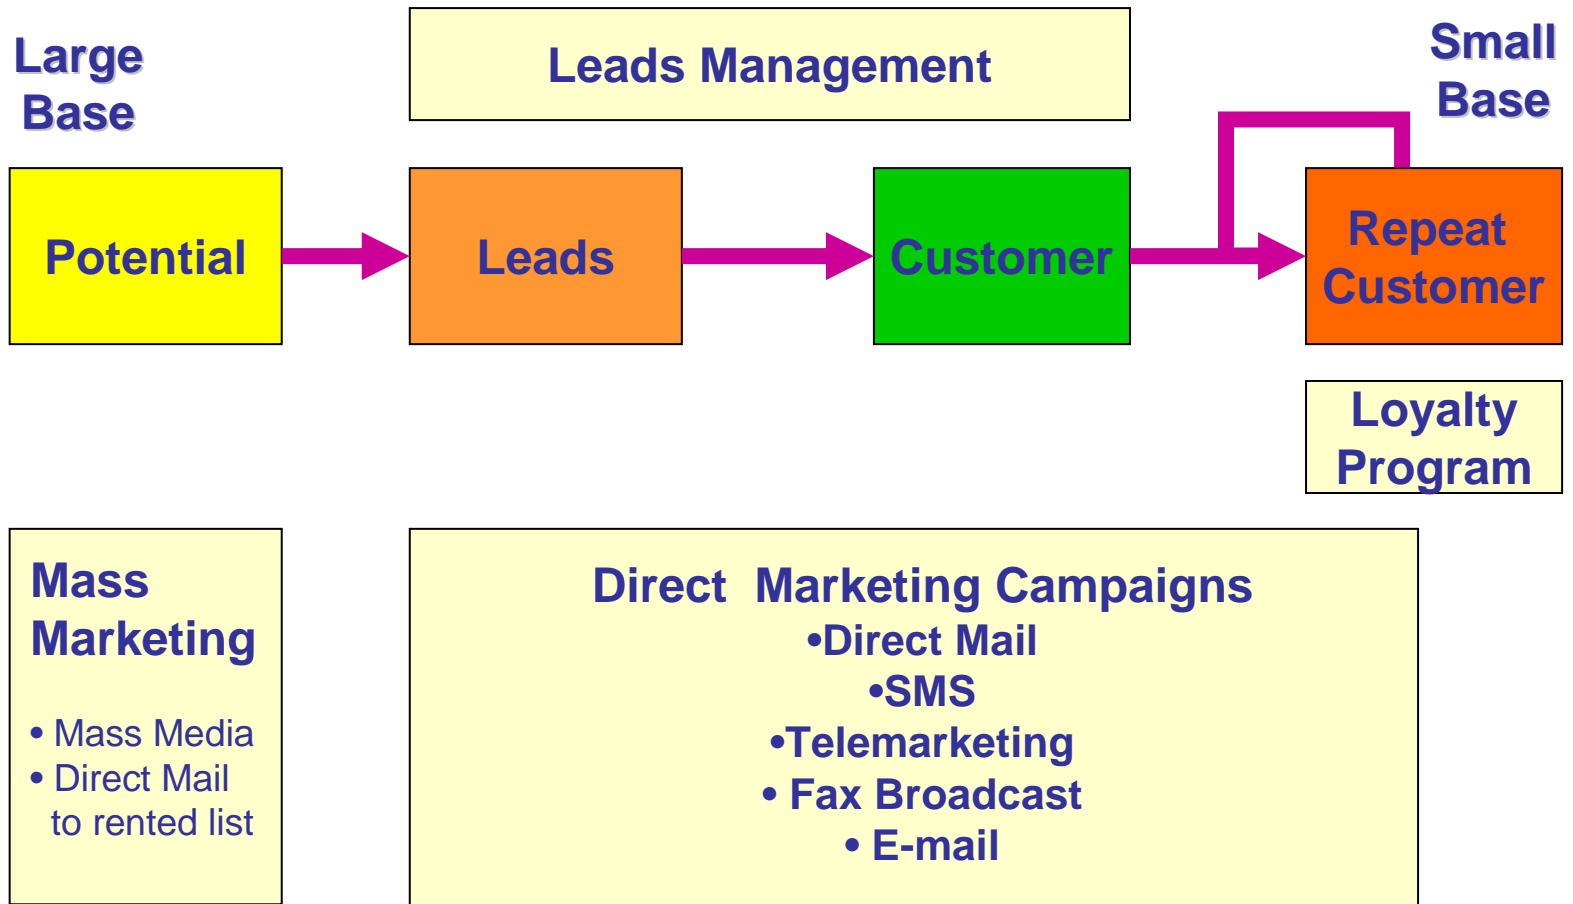 Large
Base
Leads Management
Small
Base
Potential
Leads
Customer
Repeat
Customer
Loyalty
Program
Mass
Marketing
• Mass Media
• Direct Mail
to rented list
Direct Marketing Campaigns
•Direct Mail
•SMS
•Telemarketing
• Fax Broadcast
• E-mail